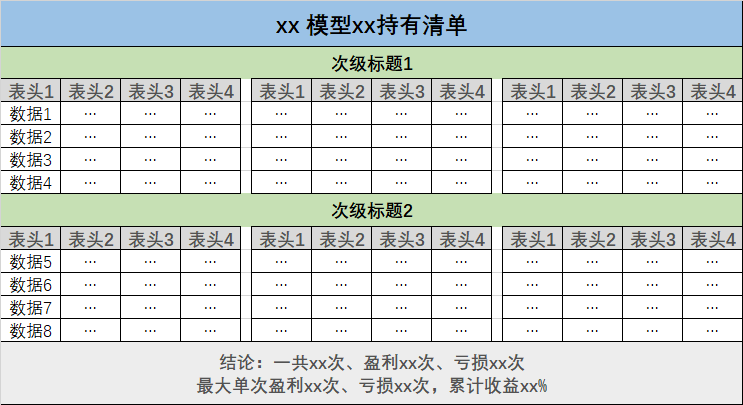 xx 模型xx持有清单
次级标题1
表头1 表头2 表头3 表头4 表头1 表头2 表头3 表头4 表头1 表头2 表头3 表头4
数据1 ... ... ... ... ... ... ... ... ... ... ...
数据2 ... ... ... ... ... ... ... ... ... ... ...
数据3 ... ... ... ... ... ... ... ... ... ... ...
数据4 ... ... ... ... ... ... ... ... ... ... ...
次级标题2
表头1 表头2 表头3 表头4 表头1 表头2 表头3 表头4 表头1 表头2 表头3 表头4
数据5 ... ... ... ... ... ... ... ... ... ... ...
数据6 ... ... ... ... ... ... ... ... ... ... ...
数据7 ... ... ... ... ... ... ... ... ... ... ...
数据8 ... ... ... ... ... ... ... ... ... ... ...
结论：一共xx次、盈利xx次、亏损xx次
最大单次盈利xx次、亏损xx次，累计收益xx%